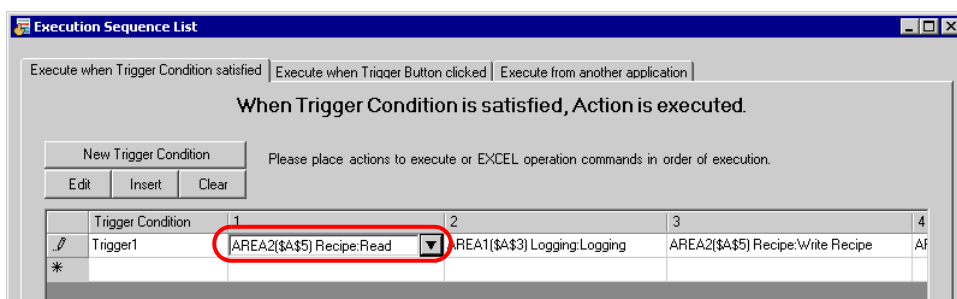 Execution Sequence List
Execute when Trigger Condition satisfied Execute when Trigger Button clicked Execute from another application
When Trigger Condition is satisfied, Action is executed.
New Trigger Condition
Please place actions to execute or EXCEL operation commands in order of execution.
Edit Insert Clear
Trigger Condition 1 2 3 4
Trigger1 AREA2($A$5) Recipe:Read AREA1($A$3) Logging:Logging AREA2($A$5) Recipe:Write Recipe